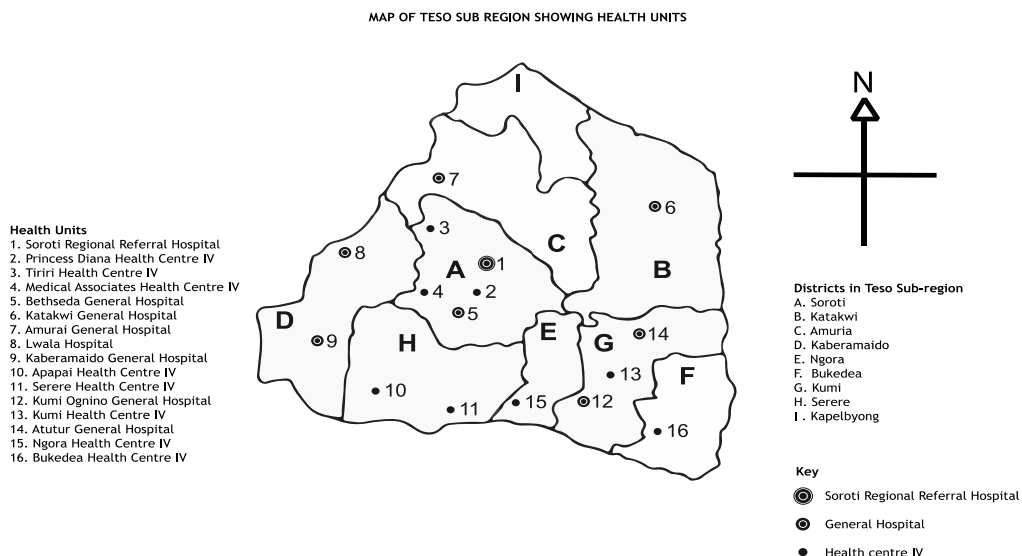 MAP OF TESO SUB REGION SHOWING HEALTH UNITS
I
N
7
6
3
C
8
A
1
B
4
2
5
D
E
14
9
H
G
13
F
10
12
15
11
16
Health Units
1. Soroti Regional Referral Hospital
2. Princess Diana Health Centre IV
3. Tiriri Health Centre IV
4. Medical Associates Health Centre IV
5. Bethseda General Hospital
6. Katakwi General Hospital
7. Amurai General Hospital
8. Lwala Hospital
9. Kaberamaido General Hospital
10. Apapai Health Centre IV
11. Serere Health Centre IV
12. Kumi Ognino General Hospital
13. Kumi Health Centre IV
14. Atutur General Hospital
15. Ngora Health Centre IV
16. Bukedea Health Centre IV
Districts in Teso Sub-region
A. Soroti
B. Katakwi
C. Amuria
D. Kaberamaido
E. Ngora
F. Bukedea
G. Kumi
H. Serere
I . Kapelbyong
Key
Soroti Regional Referral Hospital
General Hospital
Health centre IV